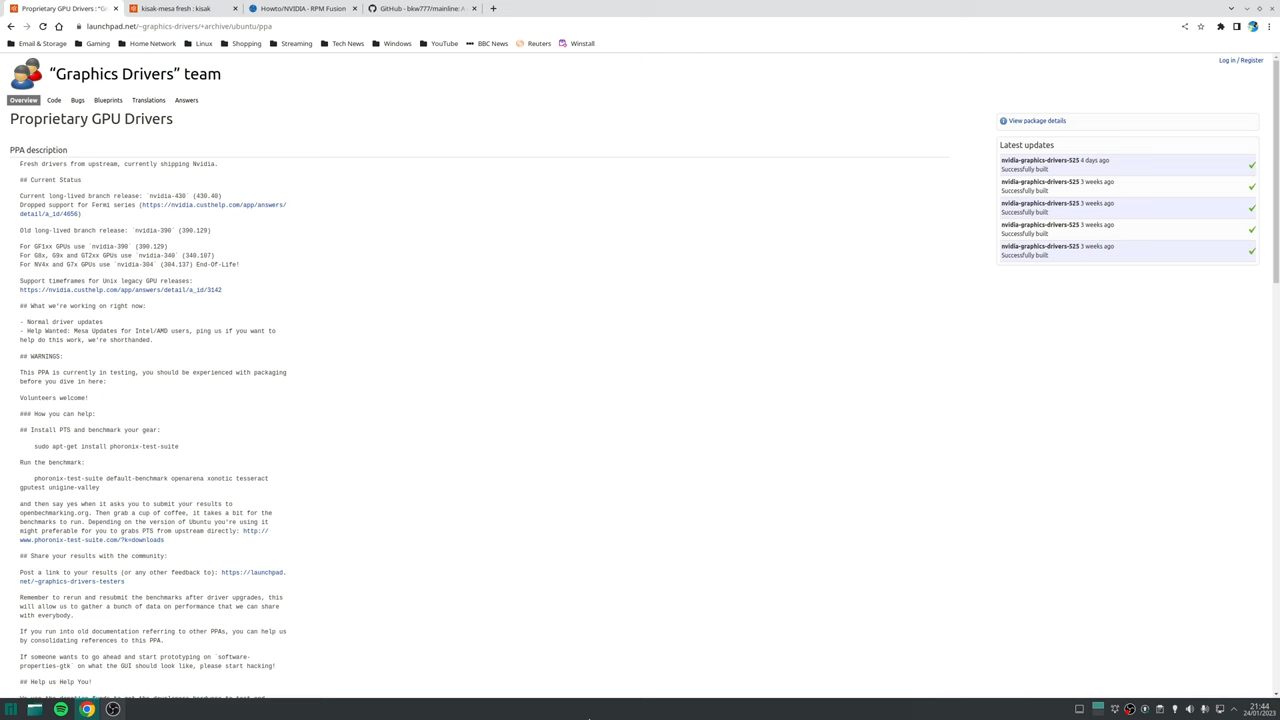 Proprietary GPU Drivers : "G
kisak-mesa fresh : kisak
Howto/NVIDIA - RPM Fusion
GitHub - bkw777/mainline: A
launchpad.net/~graphics-drivers/+archive/ubuntu/ppa
Email & Storage
Gaming
Home Network
Linux
Shopping
Streaming
Tech News
Windows
YouTube
BBC News
Reuters
Winstall
“Graphics Drivers” team
Log in / Register
Overview
Code
Bugs
Blueprints
Translations
Answers
Proprietary GPU Drivers
View package details
PPA description
Fresh drivers from upstream, currently shipping Nvidia.
## Current Status
Current long-lived branch release: `nvidia-430` (430.40)
Dropped support for Fermi series (https://nvidia.custhelp.com/app/answers/
detail/a_id/4656)
Old long-lived branch release: `nvidia-390` (390.129)
For GF1xx GPUs use `nvidia-390` (390.129)
For G8x, G9x and GT2xx GPUs use `nvidia-340` (340.107)
For NV4x and G7x GPUs use `nvidia-304` (304.137) End-Of-Life!
Support timeframes for Unix legacy GPU releases:
https://nvidia.custhelp.com/app/answers/detail/a_id/3142
## What we're working on right now:
- Normal driver updates
- Help Wanted: Mesa Updates for Intel/AMD users, ping us if you want to
help do this work, we're shorthanded.
## WARNINGS:
This PPA is currently in testing, you should be experienced with packaging
before you dive in here:
Volunteers welcome!
### How you can help:
## Install PTS and benchmark your gear:
sudo apt-get install phoronix-test-suite
Run the benchmark:
phoronix-test-suite default-benchmark openarena xonotic tesseract
gputest unigine-valley
and then say yes when it asks you to submit your results to
openbechmarking.org. Then grab a cup of coffee, it takes a bit for the
benchmarks to run. Depending on the version of Ubuntu you're using it
might preferable for you to grabs PTS from upstream directly: http://
www.phoronix-test-suite.com/?k=downloads
## Share your results with the community:
Post a link to your results (or any other feedback to): https://launchpad.
net/~graphics-drivers-testers
Remember to rerun and resubmit the benchmarks after driver upgrades, this
will allow us to gather a bunch of data on performance that we can share
with everybody.
If you run into old documentation referring to other PPAs, you can help us
by consolidating references to this PPA.
If someone wants to go ahead and start prototyping on `software-
properties-gtk` on what the GUI should look like, please start hacking!
## Help us Help You!
Latest updates
nvidia-graphics-drivers-525 4 days ago
Successfully built
nvidia-graphics-drivers-525 3 weeks ago
Successfully built
nvidia-graphics-drivers-525 3 weeks ago
Successfully built
nvidia-graphics-drivers-525 3 weeks ago
Successfully built
nvidia-graphics-drivers-525 3 weeks ago
Successfully built
21:44
24/01/2023